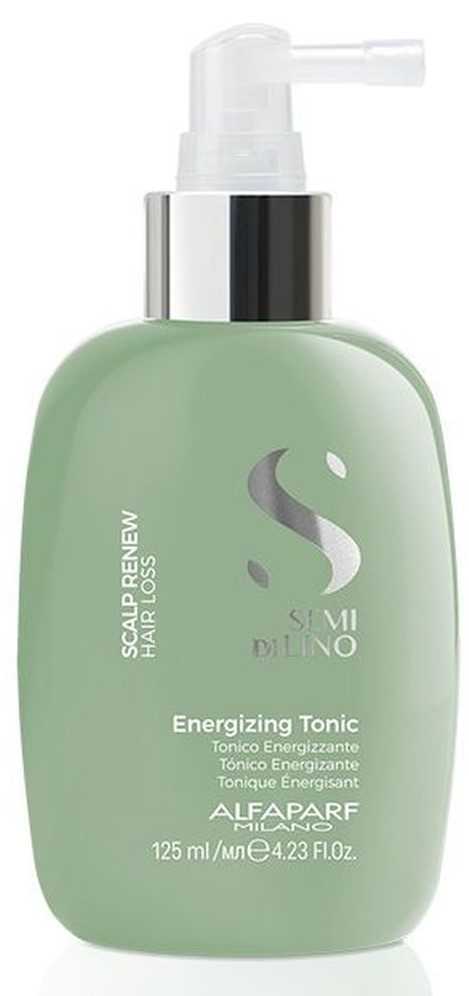 SCALP RENEW
HAIR LOSS
SEMI
DI LINO
Energizing Tonic
Tonico Energizzante
Tónico Energizante
Tonique Énergisant
ALFAPARF
MILANO
125 ml /мл℮4.23 Fl.Oz.